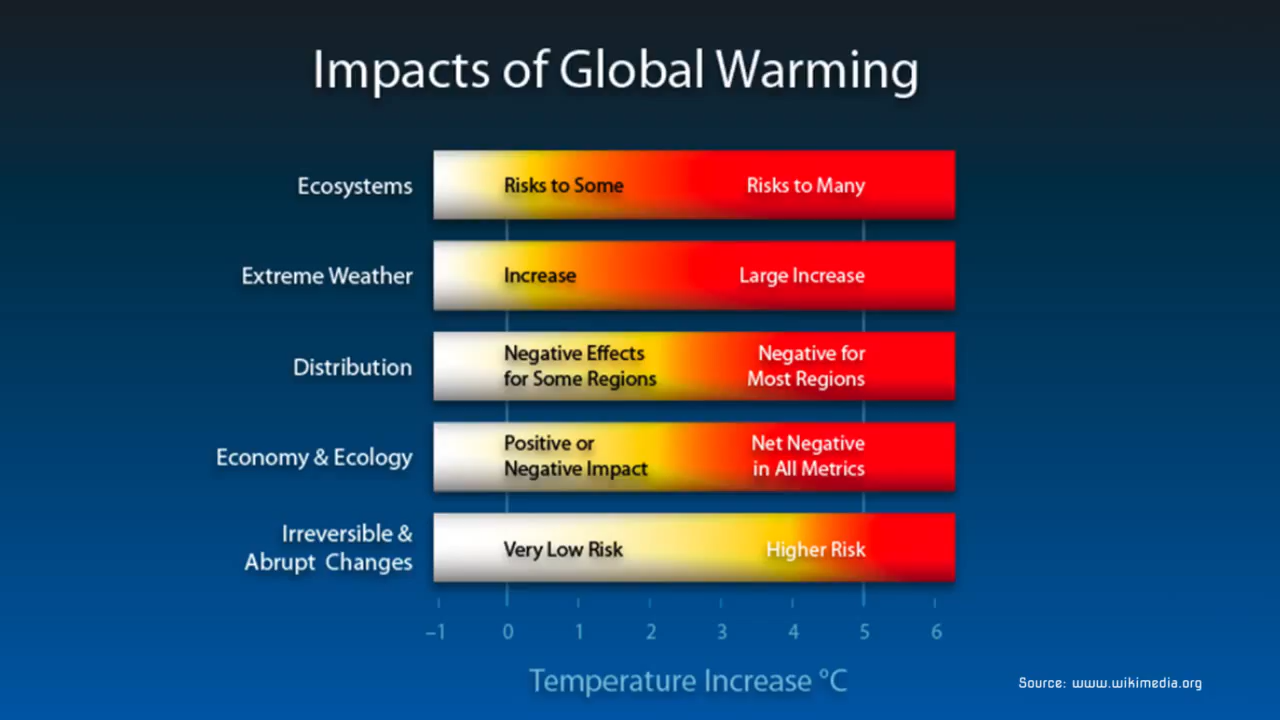 Impacts of Global Warming
Ecosystems
Risks to Some
Risks to Many
Extreme Weather
Increase
Large Increase
Distribution
Negative Effects
for Some Regions
Negative for
Most Regions
Economy & Ecology
Positive or
Negative Impact
Net Negative
in All Metrics
Irreversible &
Abrupt Changes
Very Low Risk
Higher Risk
–1 0 1 2 3 4 5 6
Temperature Increase °C
Source: www.wikimedia.org